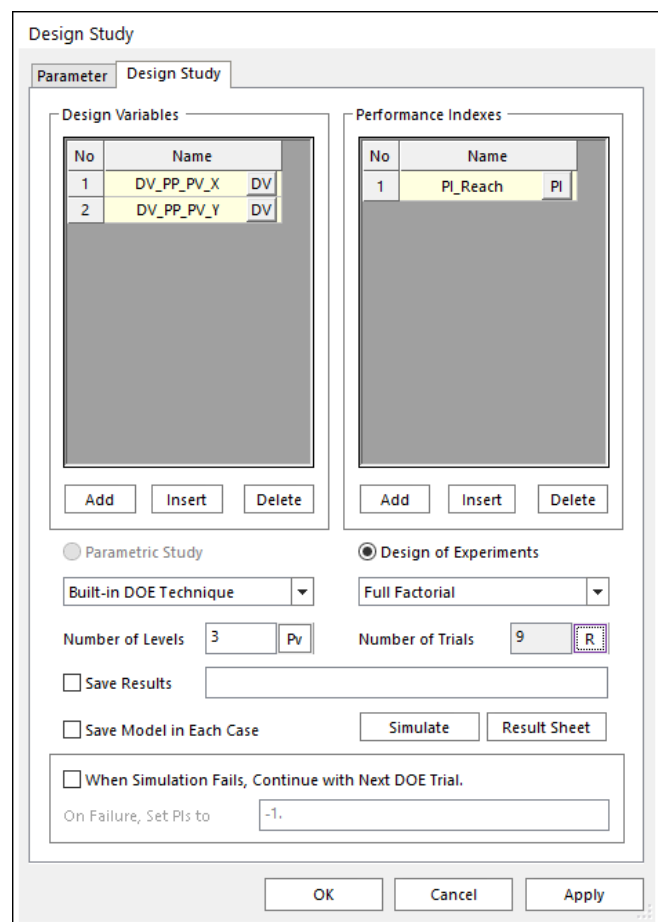 Design Study
Parameter
Design Study
Design Variables
No Name
1 DV_PP_PV_X DV
2 DV_PP_PV_Y DV
Add Insert Delete
Performance Indexes
No Name
1 PI_Reach PI
Add Insert Delete
Parametric Study
Design of Experiments
Built-in DOE Technique
Full Factorial
Number of Levels 3 Pv
Number of Trials 9 R
Save Results
Save Model in Each Case
Simulate
Result Sheet
When Simulation Fails, Continue with Next DOE Trial.
On Failure, Set PIs to -1.
OK Cancel Apply